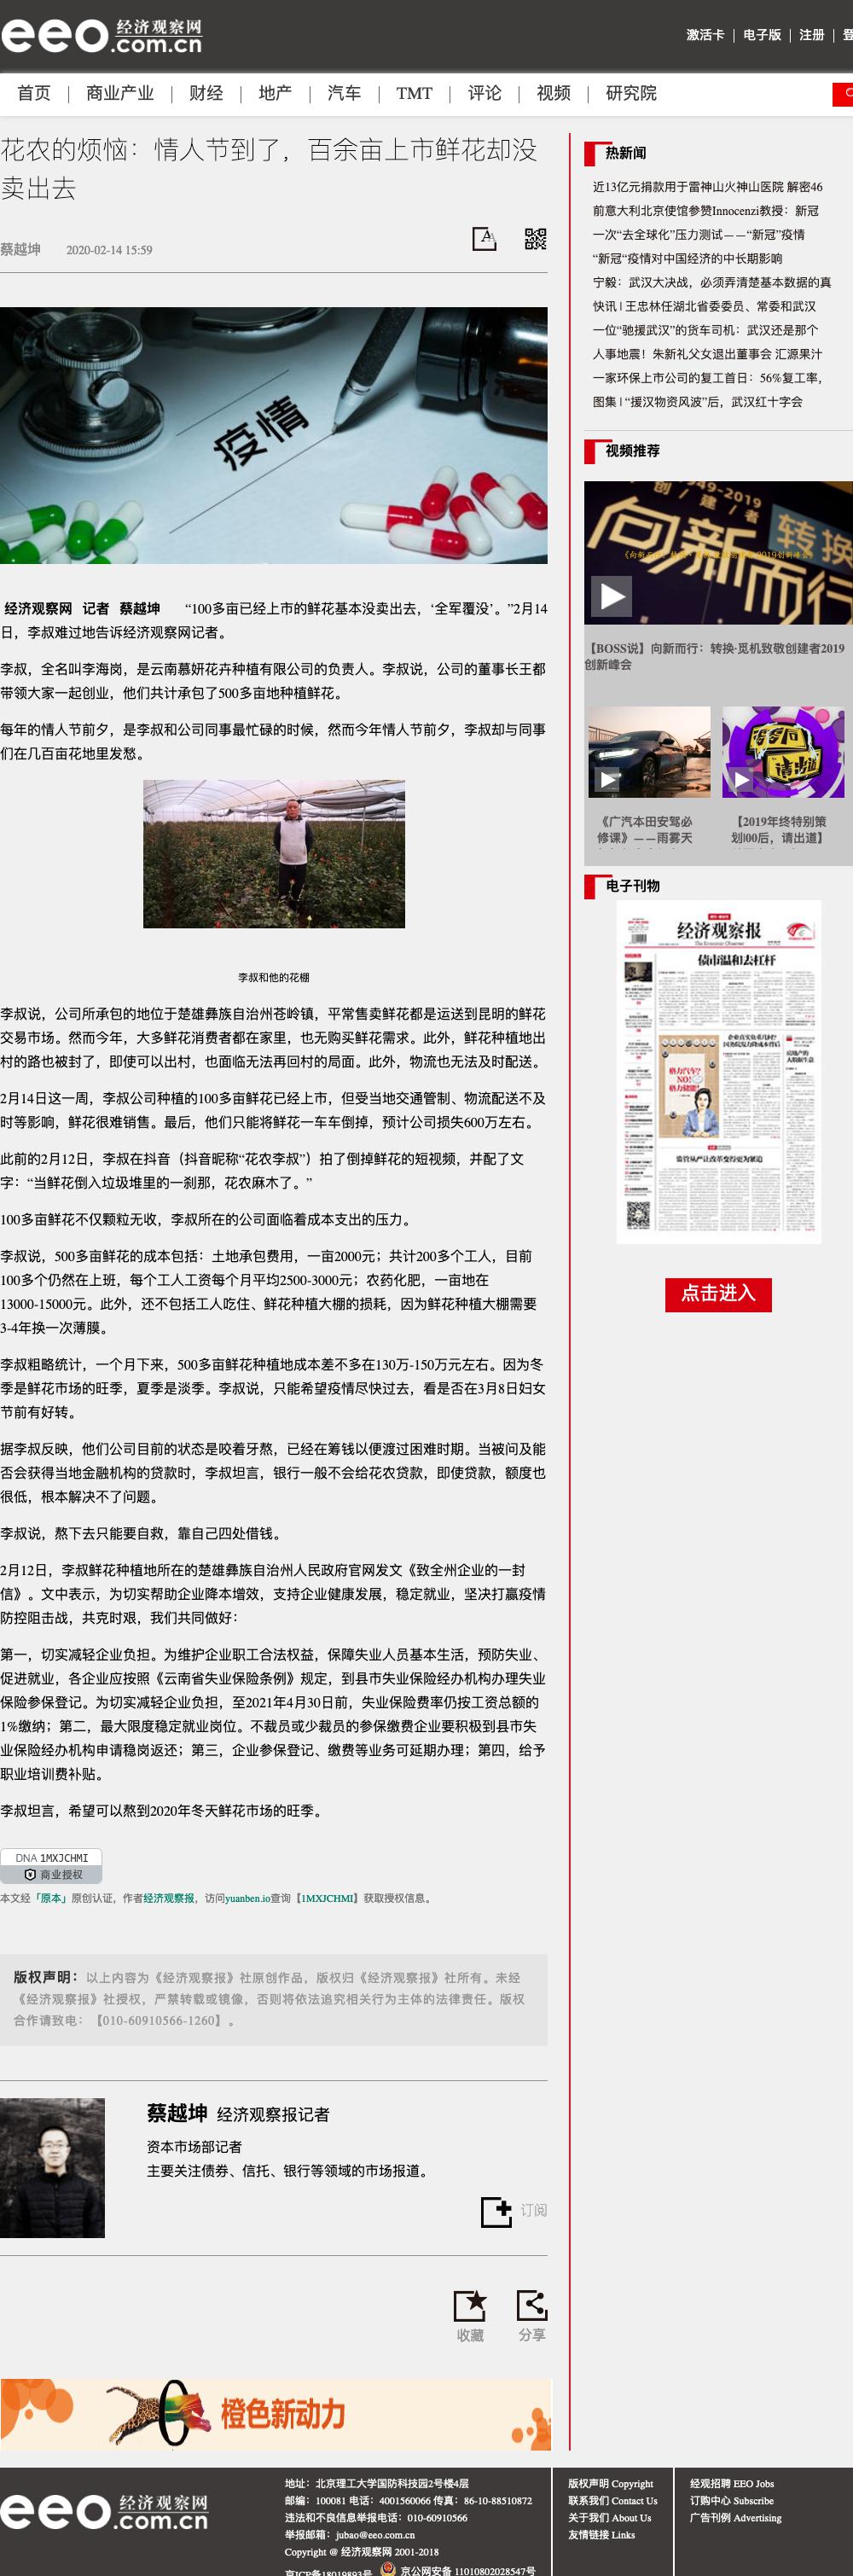 eeo 经济观察网
.com.cn
激活卡 | 电子版 | 注册 |
首页 | 商业产业 | 财经 | 地产 | 汽车 | TMT | 评论 | 视频 | 研究院
花农的烦恼：情人节到了，百余亩上市鲜花却没
卖出去
蔡越坤 2020-02-14 15:59
疫情
经济观察网 记者 蔡越坤 “100多亩已经上市的鲜花基本没卖出去，‘全军覆没’。”2月14
日，李叔难过地告诉经济观察网记者。
李叔，全名叫李海岗，是云南慕妍花卉种植有限公司的负责人。李叔说，公司的董事长王都
带领大家一起创业，他们共计承包了500多亩地种植鲜花。
每年的情人节前夕，是李叔和公司同事最忙碌的时候，然而今年情人节前夕，李叔却与同事
们在几百亩花地里发愁。
李叔和他的花棚
李叔说，公司所承包的地位于楚雄彝族自治州苍岭镇，平常售卖鲜花都是运送到昆明的鲜花
交易市场。然而今年，大多鲜花消费者都在家里，也无购买鲜花需求。此外，鲜花种植地出
村的路也被封了，即使可以出村，也面临无法再回村的局面。此外，物流也无法及时配送。
2月14日这一周，李叔公司种植的100多亩鲜花已经上市，但受当地交通管制、物流配送不及
时等影响，鲜花很难销售。最后，他们只能将鲜花一车车倒掉，预计公司损失600万左右。
此前的2月12日，李叔在抖音（抖音昵称“花农李叔”）拍了倒掉鲜花的短视频，并配了文
字：“当鲜花倒入垃圾堆里的一刹那，花农麻木了。”
100多亩鲜花不仅颗粒无收，李叔所在的公司面临着成本支出的压力。
李叔说，500多亩鲜花的成本包括：土地承包费用，一亩2000元；共计200多个工人，目前
100多个仍然在上班，每个工人工资每个月平均2500-3000元；农药化肥，一亩地在
13000-15000元。此外，还不包括工人吃住、鲜花种植大棚的损耗，因为鲜花种植大棚需要
3-4年换一次薄膜。
李叔粗略统计，一个月下来，500多亩鲜花种植地成本差不多在130万-150万元左右。因为冬
季是鲜花市场的旺季，夏季是淡季。李叔说，只能希望疫情尽快过去，看是否在3月8日妇女
节前有好转。
据李叔反映，他们公司目前的状态是咬着牙熬，已经在筹钱以便渡过困难时期。当被问及能
否会获得当地金融机构的贷款时，李叔坦言，银行一般不会给花农贷款，即使贷款，额度也
很低，根本解决不了问题。
李叔说，熬下去只能要自救，靠自己四处借钱。
2月12日，李叔鲜花种植地所在的楚雄彝族自治州人民政府官网发文《致全州企业的一封
信》。文中表示，为切实帮助企业降本增效，支持企业健康发展，稳定就业，坚决打赢疫情
防控阻击战，共克时艰，我们共同做好：
第一，切实减轻企业负担。为维护企业职工合法权益，保障失业人员基本生活，预防失业、
促进就业，各企业应按照《云南省失业保险条例》规定，到县市失业保险经办机构办理失业
保险参保登记。为切实减轻企业负担，至2021年4月30日前，失业保险费率仍按工资总额的
1%缴纳；第二，最大限度稳定就业岗位。不裁员或少裁员的参保缴费企业要积极到县市失
业保险经办机构申请稳岗返还；第三，企业参保登记、缴费等业务可延期办理；第四，给予
职业培训费补贴。
李叔坦言，希望可以熬到2020年冬天鲜花市场的旺季。
DNA 1MXJCHMI
商业授权
本文经「原本」原创认证，作者经济观察报，访问yuanben.io查询【1MXJCHMI】获取授权信息。
版权声明：以上内容为《经济观察报》社原创作品，版权归《经济观察报》社所有。未经
《经济观察报》社授权，严禁转载或镜像，否则将依法追究相关行为主体的法律责任。版权
合作请致电：【010-60910566-1260】。
蔡越坤 经济观察报记者
资本市场部记者
主要关注债券、信托、银行等领域的市场报道。
订阅
收藏 分享
橙色新动力
热新闻
近13亿元捐款用于雷神山火神山医院 解密46
前意大利北京使馆参赞Innocenzi教授：新冠
一次“去全球化”压力测试——“新冠”疫情
“新冠“疫情对中国经济的中长期影响
宁毅：武汉大决战，必须弄清楚基本数据的真
快讯 | 王忠林任湖北省委委员、常委和武汉
一位“驰援武汉”的货车司机：武汉还是那个
人事地震！朱新礼父女退出董事会 汇源果汁
一家环保上市公司的复工首日：56%复工率，
图集 | “援汉物资风波”后，武汉红十字会
视频推荐
向新而行
转换
【BOSS说】向新而行：转换·觅机致敬创建者2019
创新峰会
《广汽本田安驾必
修课》——雨雾天
【2019年终特别策
划|00后，请出道】
电子刊物
经济观察报
The Economic Observer
债市温和去杠杆
监管从严让改革变得更为紧迫
点击进入
eeo 经济观察网
.com.cn
地址：北京理工大学国防科技园2号楼4层
邮编：100081 电话：4001560066 传真：86-10-88510872
违法和不良信息举报电话：010-60910566
举报邮箱：jubao@eeo.com.cn
Copyright @ 经济观察网 2001-2018
京ICP备18019893号 京公网安备 11010802028547号
版权声明 Copyright
联系我们 Contact Us
关于我们 About Us
友情链接 Links
经观招聘 EEO Jobs
订购中心 Subscribe
广告刊例 Advertising